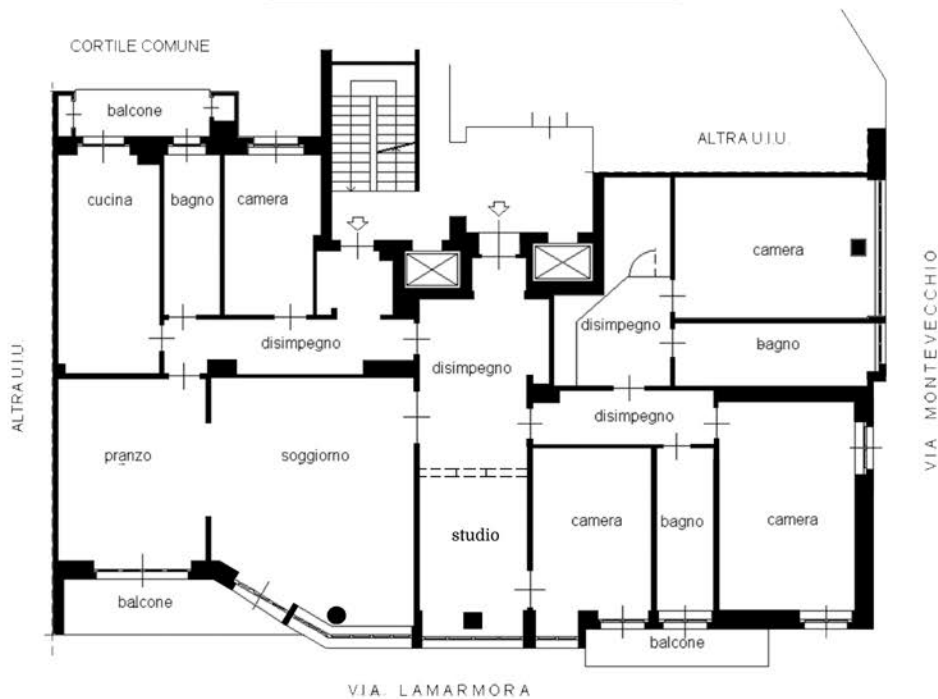 CORTILE COMUNE
balcone
ALTRA U.I.U.
cucina
bagno
camera
camera
VIA MONTEVECCHIO
disimpegno
disimpegno
bagno
disimpegno
ALTRA U.I.U.
disimpegno
pranzo
soggiorno
camera
bagno
camera
studio
balcone
balcone
VIA. LAMARMORA